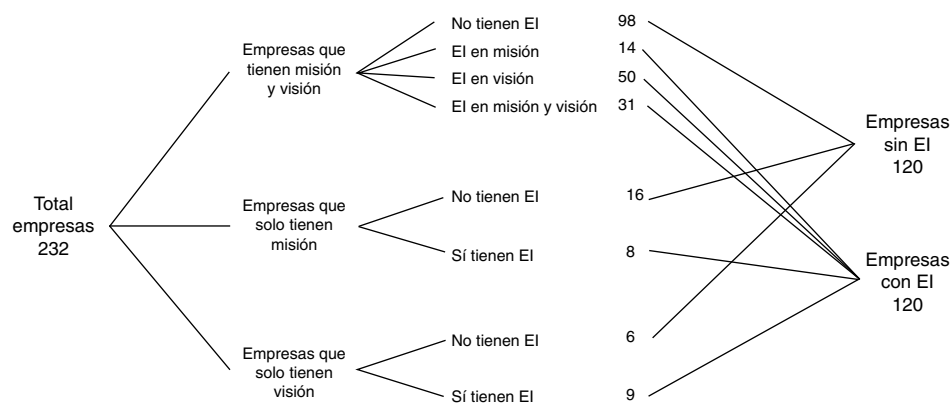 Total
empresas
232
Empresas que
tienen misión
y visión
No tienen EI 98
EI en misión 14
EI en visión 50
EI en misión y visión 31
Empresas que
solo tienen
misión
No tienen EI 16
Sí tienen EI 8
Empresas que
solo tienen
visión
No tienen EI 6
Sí tienen EI 9
Empresas
sin EI
120
Empresas
con EI
120